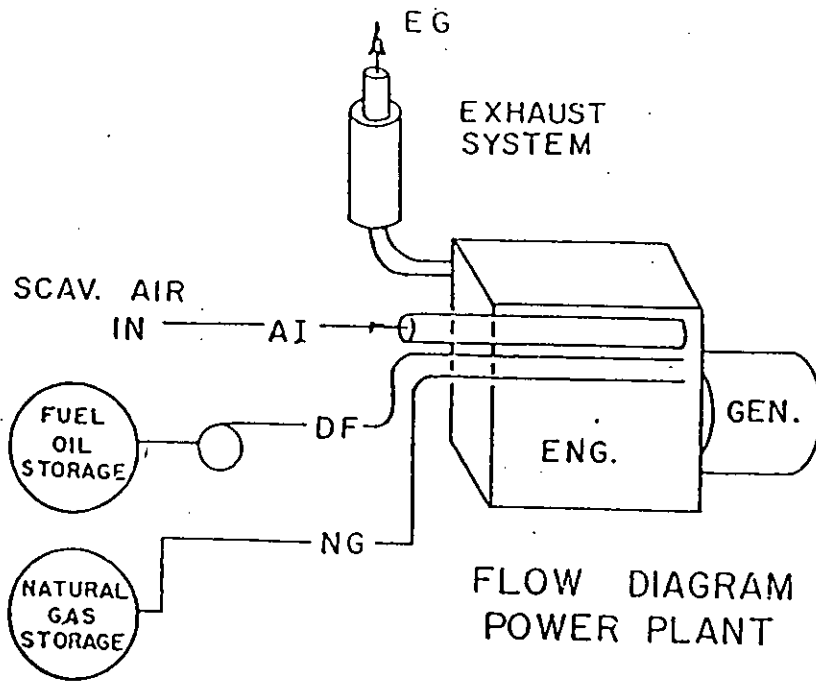 EG
EXHAUST
SYSTEM
SCAV. AIR
IN
AI
FUEL
OIL
STORAGE
DF
GEN.
ENG.
NG
NATURAL
GAS
STORAGE
FLOW DIAGRAM
POWER PLANT